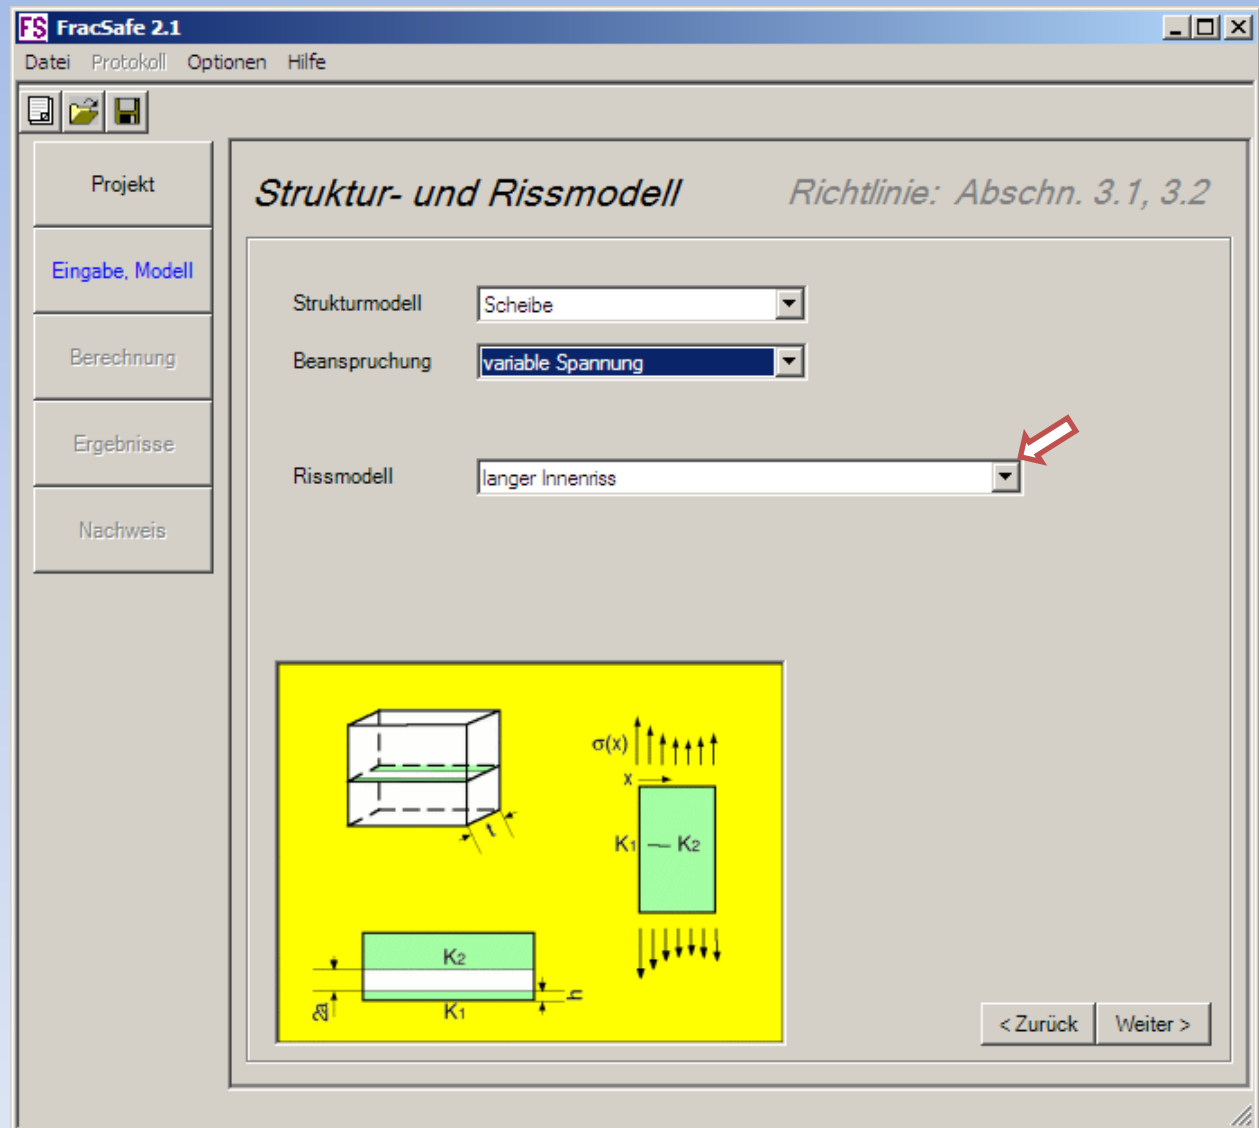 FS FracSafe 2.1
Datei Protokoll Optionen Hilfe
Projekt
Eingabe, Modell
Berechnung
Ergebnisse
Nachweis
Struktur- und Rissmodell Richtlinie: Abschn. 3.1, 3.2
Strukturmodell Scheibe
Beanspruchung variable Spannung
Rissmodell langer Innenriss
t
σ(x)
x
K1 K2
K2
2a h
K1
< Zurück Weiter >